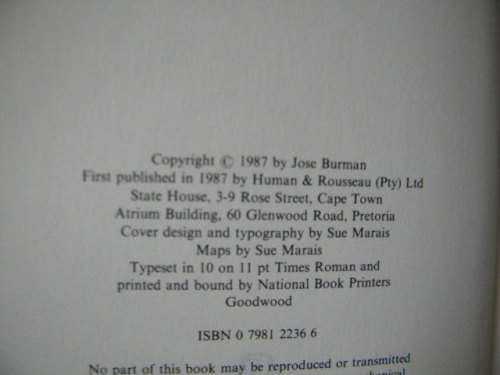 Copyright © 1987 by Jose Burman
First published in 1987 by Human & Rousseau (Pty) Ltd
State House, 3-9 Rose Street, Cape Town
Atrium Building, 60 Glenwood Road, Pretoria
Cover design and typography by Sue Marais
Maps by Sue Marais
Typeset in 10 on 11 pt Times Roman and
printed and bound by National Book Printers
Goodwood
ISBN 0 7981 2236 6
No part of this book may be reproduced or transmitted
mechanical